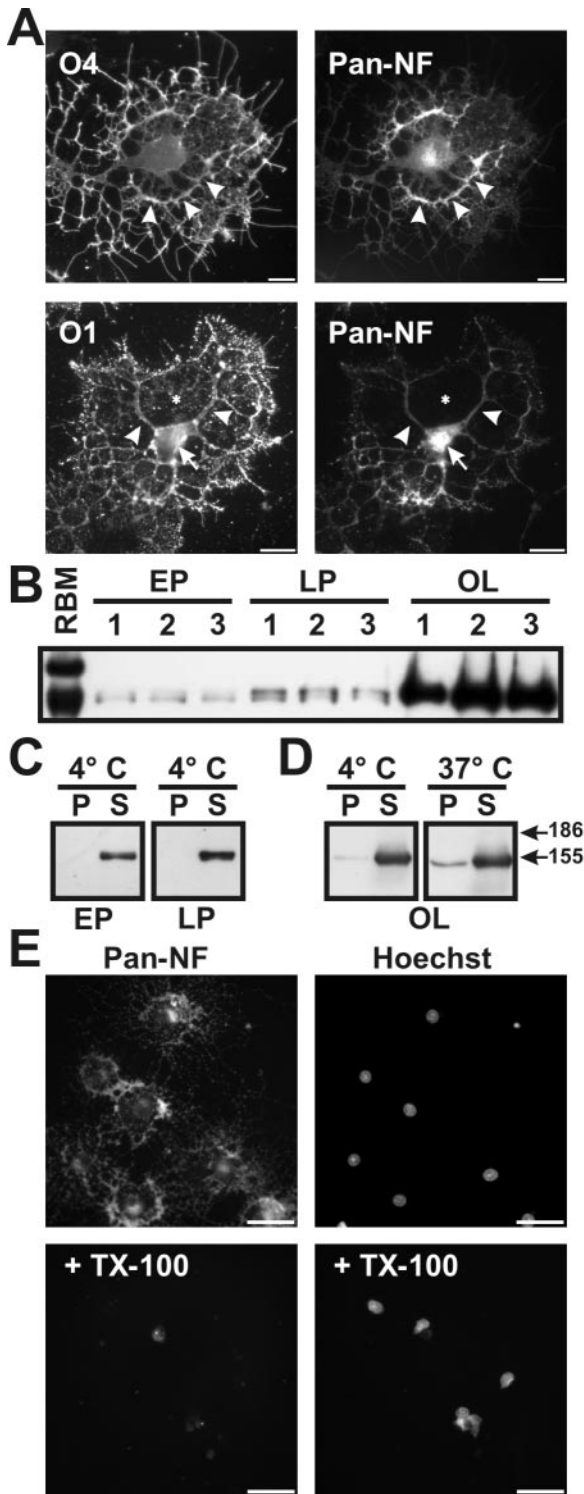 A
O4 Pan-NF
O1 Pan-NF
B
RBM EP LP OL
1 2 3 1 2 3 1 2 3
C 4° C 4° C
P S P S
EP LP
D 4° C 37° C
P S P S
186
155
OL
E Pan-NF Hoechst
+ TX-100 + TX-100